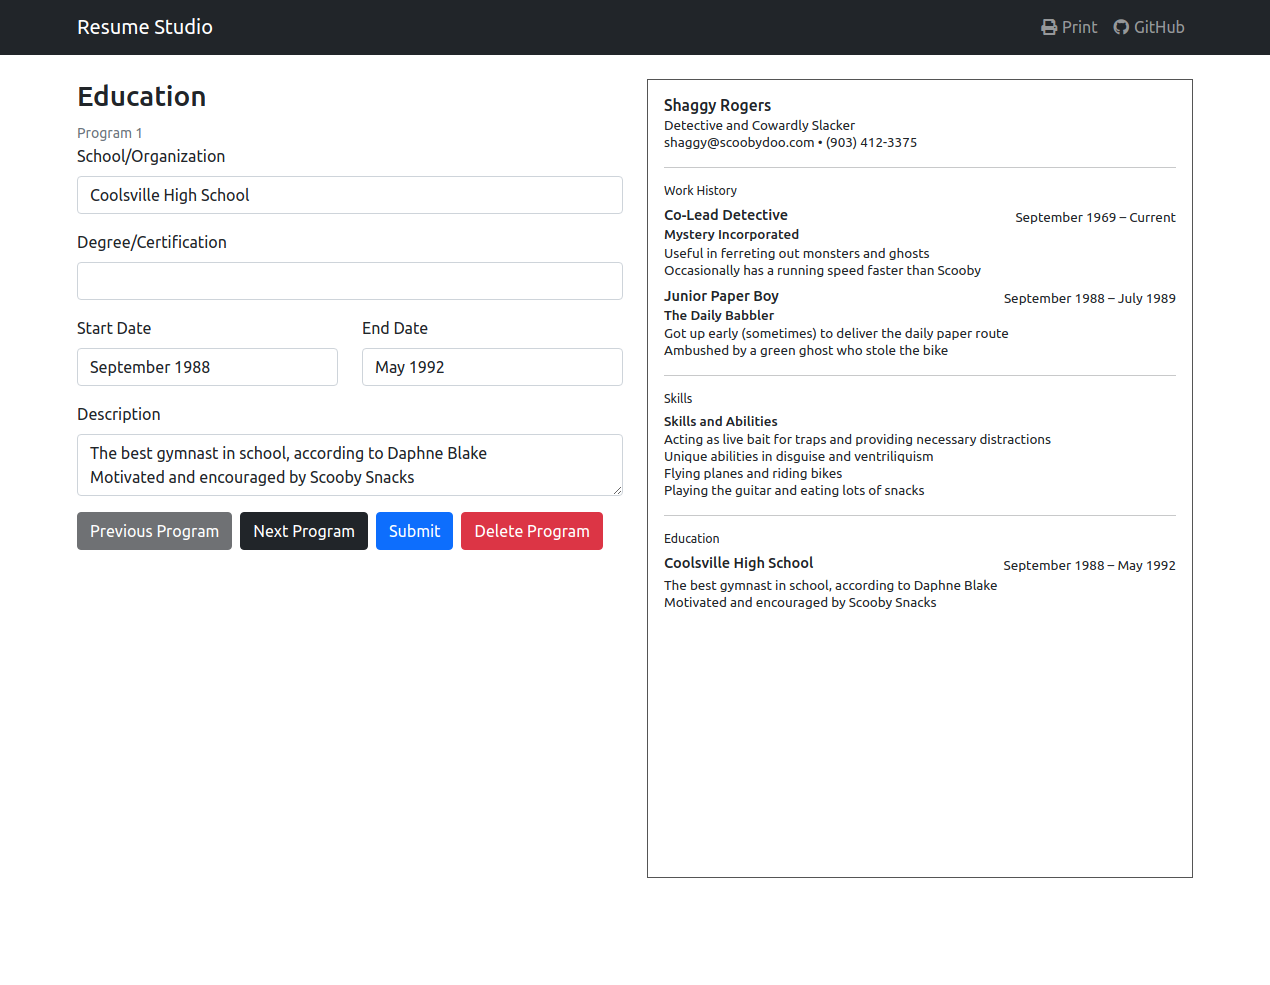 Resume Studio
Print
GitHub
Education
Program 1
School/Organization
Coolsville High School
Degree/Certification
Start Date
End Date
September 1988
May 1992
Description
The best gymnast in school, according to Daphne Blake
Motivated and encouraged by Scooby Snacks
Previous Program
Next Program
Submit
Delete Program
Shaggy Rogers
Detective and Cowardly Slacker
shaggy@scoobydoo.com • (903) 412-3375
Work History
Co-Lead Detective
September 1969 – Current
Mystery Incorporated
Useful in ferreting out monsters and ghosts
Occasionally has a running speed faster than Scooby
Junior Paper Boy
September 1988 – July 1989
The Daily Babbler
Got up early (sometimes) to deliver the daily paper route
Ambushed by a green ghost who stole the bike
Skills
Skills and Abilities
Acting as live bait for traps and providing necessary distractions
Unique abilities in disguise and ventriliquism
Flying planes and riding bikes
Playing the guitar and eating lots of snacks
Education
Coolsville High School
September 1988 – May 1992
The best gymnast in school, according to Daphne Blake
Motivated and encouraged by Scooby Snacks